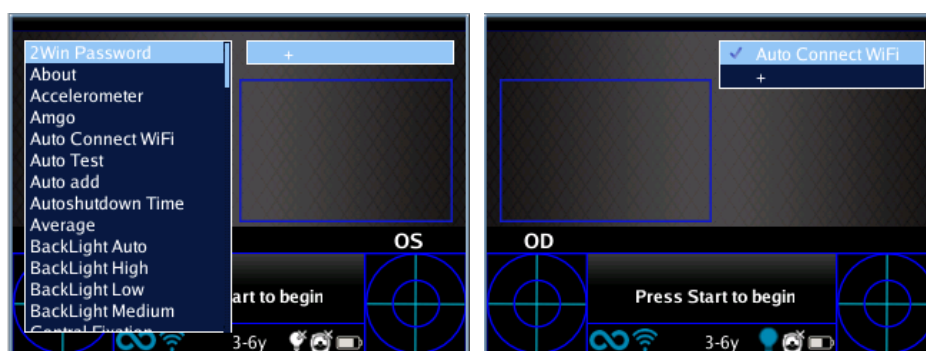 2Win Password
+
About
Accelerometer
Amgo
Auto Connect WiFi
Auto Test
Auto add
Autoshutdown Time
Average
BackLight Auto
BackLight High
BackLight Low
BackLight Medium
Central Fixation
OS
art to begin
3-6y
Auto Connect WiFi
+
OD
Press Start to begin
3-6y